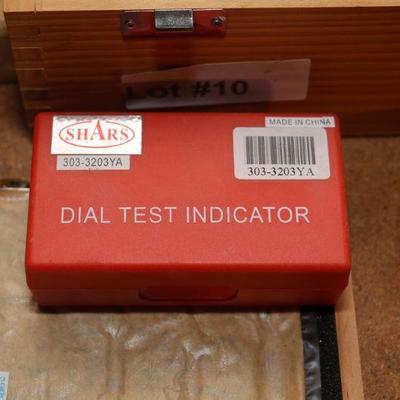 Lot #10
MADE IN CHINA
SHARS
303-3203YA
303-3203YA
DIAL TEST INDICATOR